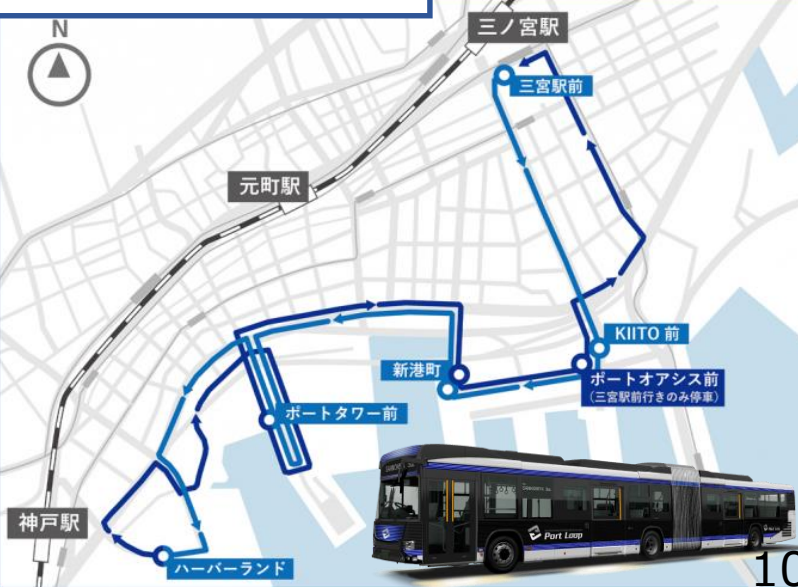 N
三ノ宮駅
三宮駅前
元町駅
KIITO 前
新港町
ポートオアシス前
(三宮駅前行きのみ停車)
ポートタワー前
神戸駅
ハーバーランド
Port Loop
10